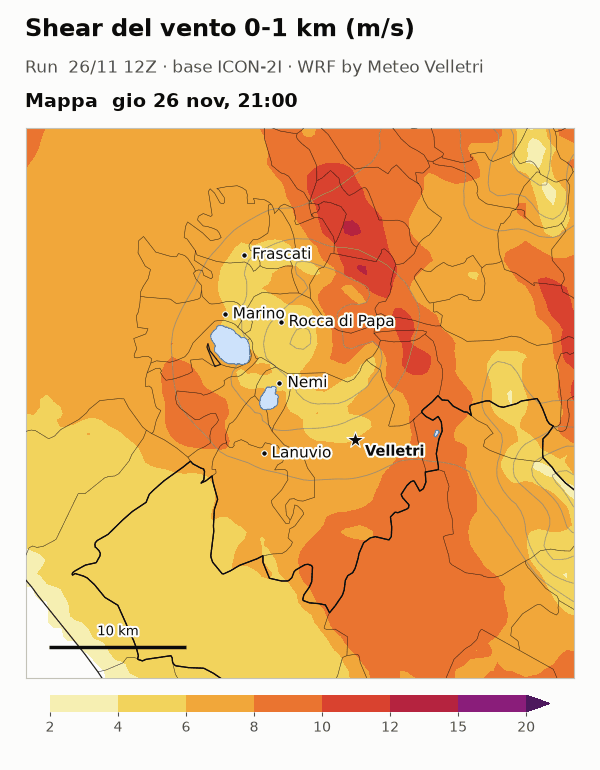 Shear del vento 0-1 km (m/s)
Run  26/11 12Z · base ICON-2I · WRF by Meteo Velletri
Mappa  gio 26 nov, 21:00
Frascati
Marino
Rocca di Papa
Nemi
Velletri
Lanuvio
10 km
2 4 6 8 10 12 15 20